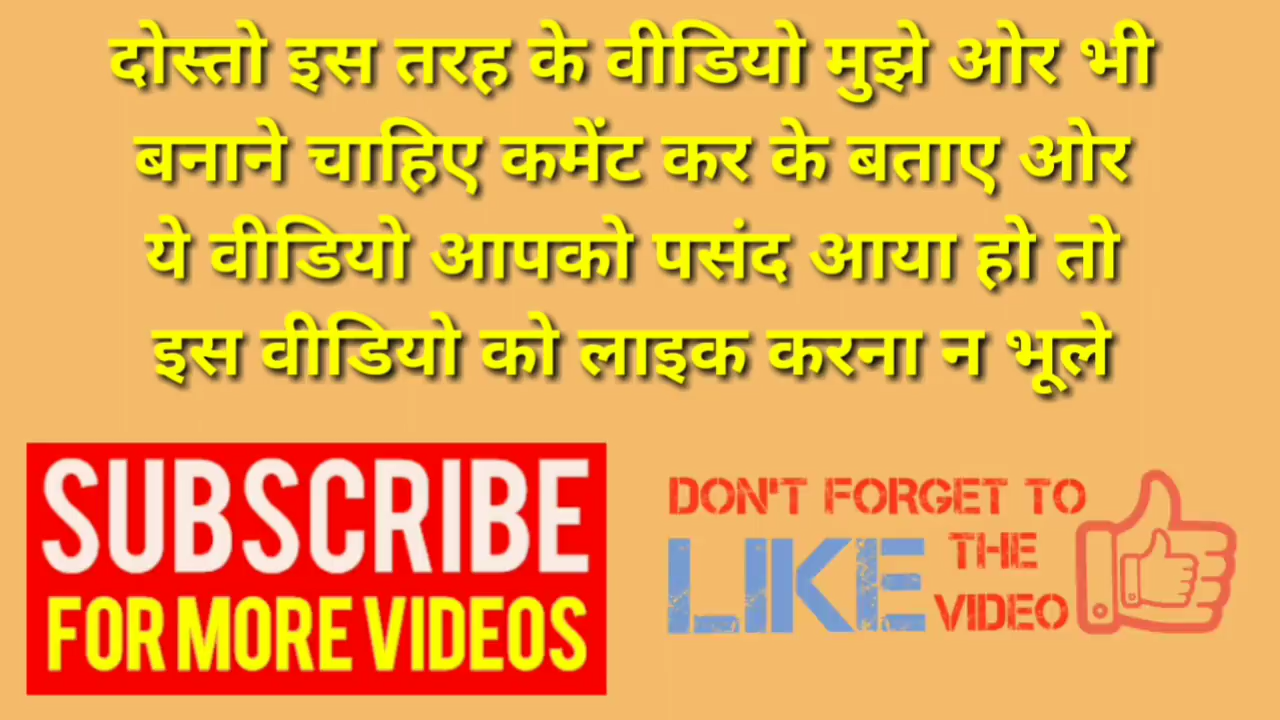 दोस्तो इस तरह के वीडियो मुझे ओर भी
बनाने चाहिए कमेंट कर के बताए ओर
ये वीडियो आपको पसंद आया हो तो
इस वीडियो को लाइक करना न भूले
SUBSCRIBE
FOR MORE VIDEOS
DON'T FORGET TO
LIKE THE
VIDEO